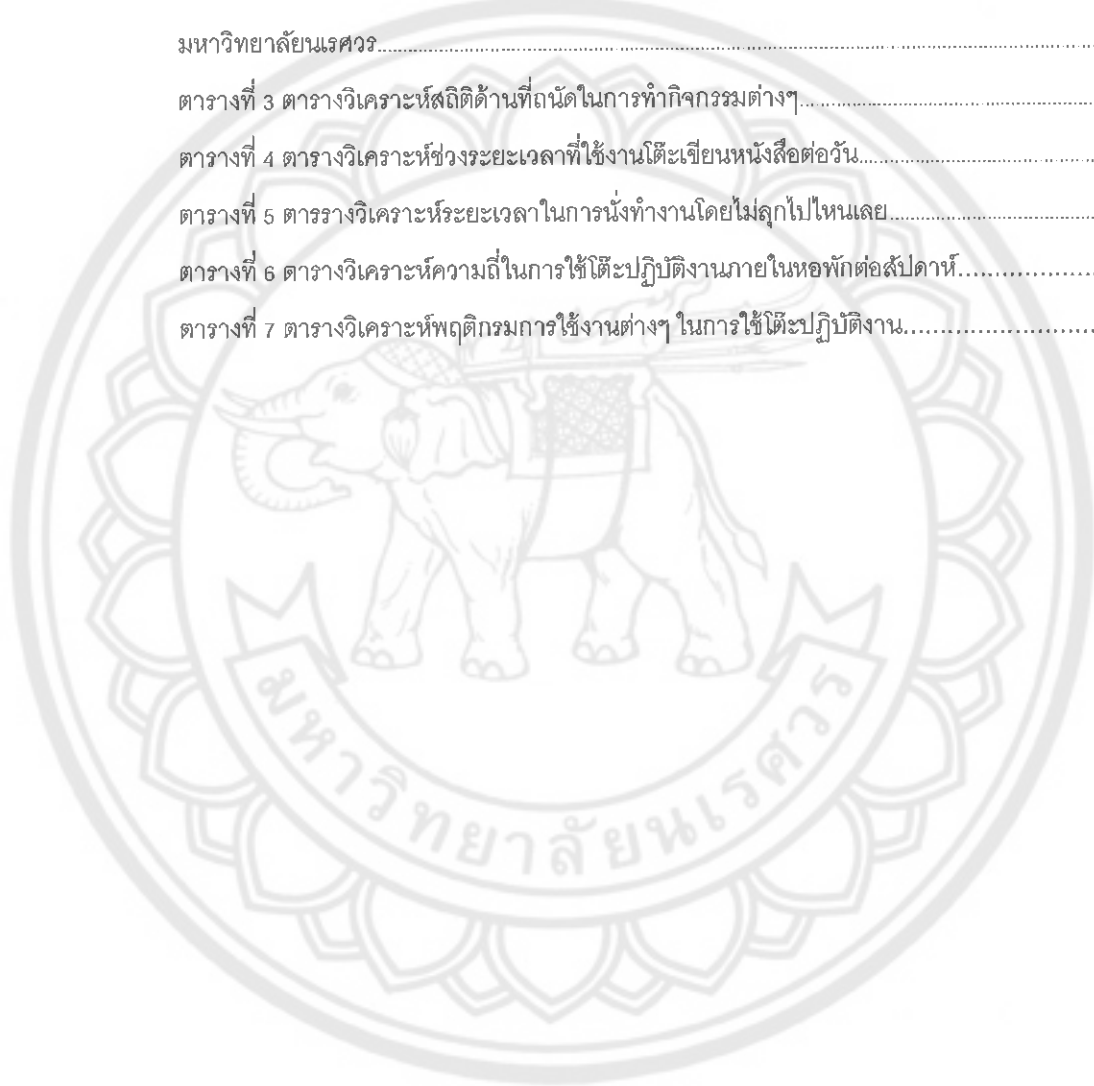 มหาวิทยาลัยนเรศวร
ตารางที่ 3 ตารางวิเคราะห์สถิติด้านที่ถนัดในการทำกิจกรรมต่างๆ
ตารางที่ 4 ตารางวิเคราะห์ช่วงระยะเวลาที่ใช้งานโต๊ะเขียนหนังสือต่อวัน
ตารางที่ 5 ตารรางวิเคราะห์ระยะเวลาในการนั่งทำงานโดยไม่ลุกไปไหนเลย
ตารางที่ 6 ตารางวิเคราะห์ความถี่ในการใช้โต๊ะปฏิบัติงานภายในหอพักต่อสัปดาห์
ตารางที่ 7 ตารางวิเคราะห์พฤติกรมการใช้งานต่างๆ ในการใช้โต๊ะปฏิบัติงาน
มหาวิทยาลัยนเรศวร